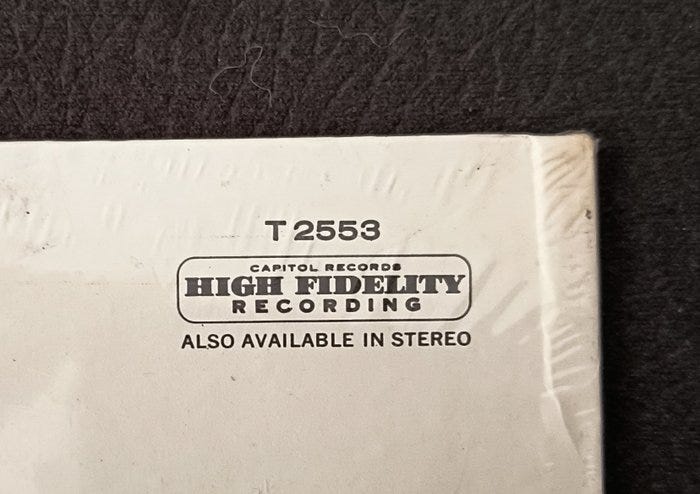 T 2553
CAPITOL RECORDS
HIGH FIDELITY
RECORDING
ALSO AVAILABLE IN STEREO